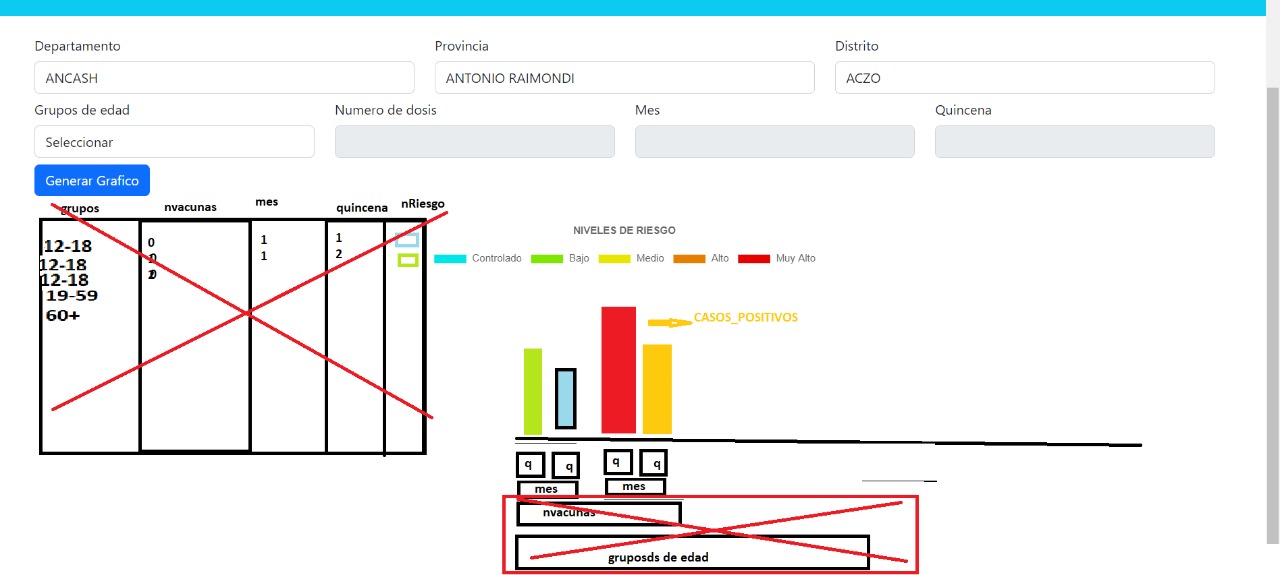 Departamento Provincia Distrito
ANCASH ANTONIO RAIMONDI ACZO
Grupos de edad Numero de dosis Mes Quincena
Seleccionar
Generar Grafico
grupos nvacunas mes quincena nRiesgo
12-18 0 1 1
12-18 0 1 2
12-18 0
19-59
60+
NIVELES DE RIESGO
Controlado Bajo Medio Alto Muy Alto
CASOS_POSITIVOS
q q q q
mes mes
nvacunas
gruposds de edad